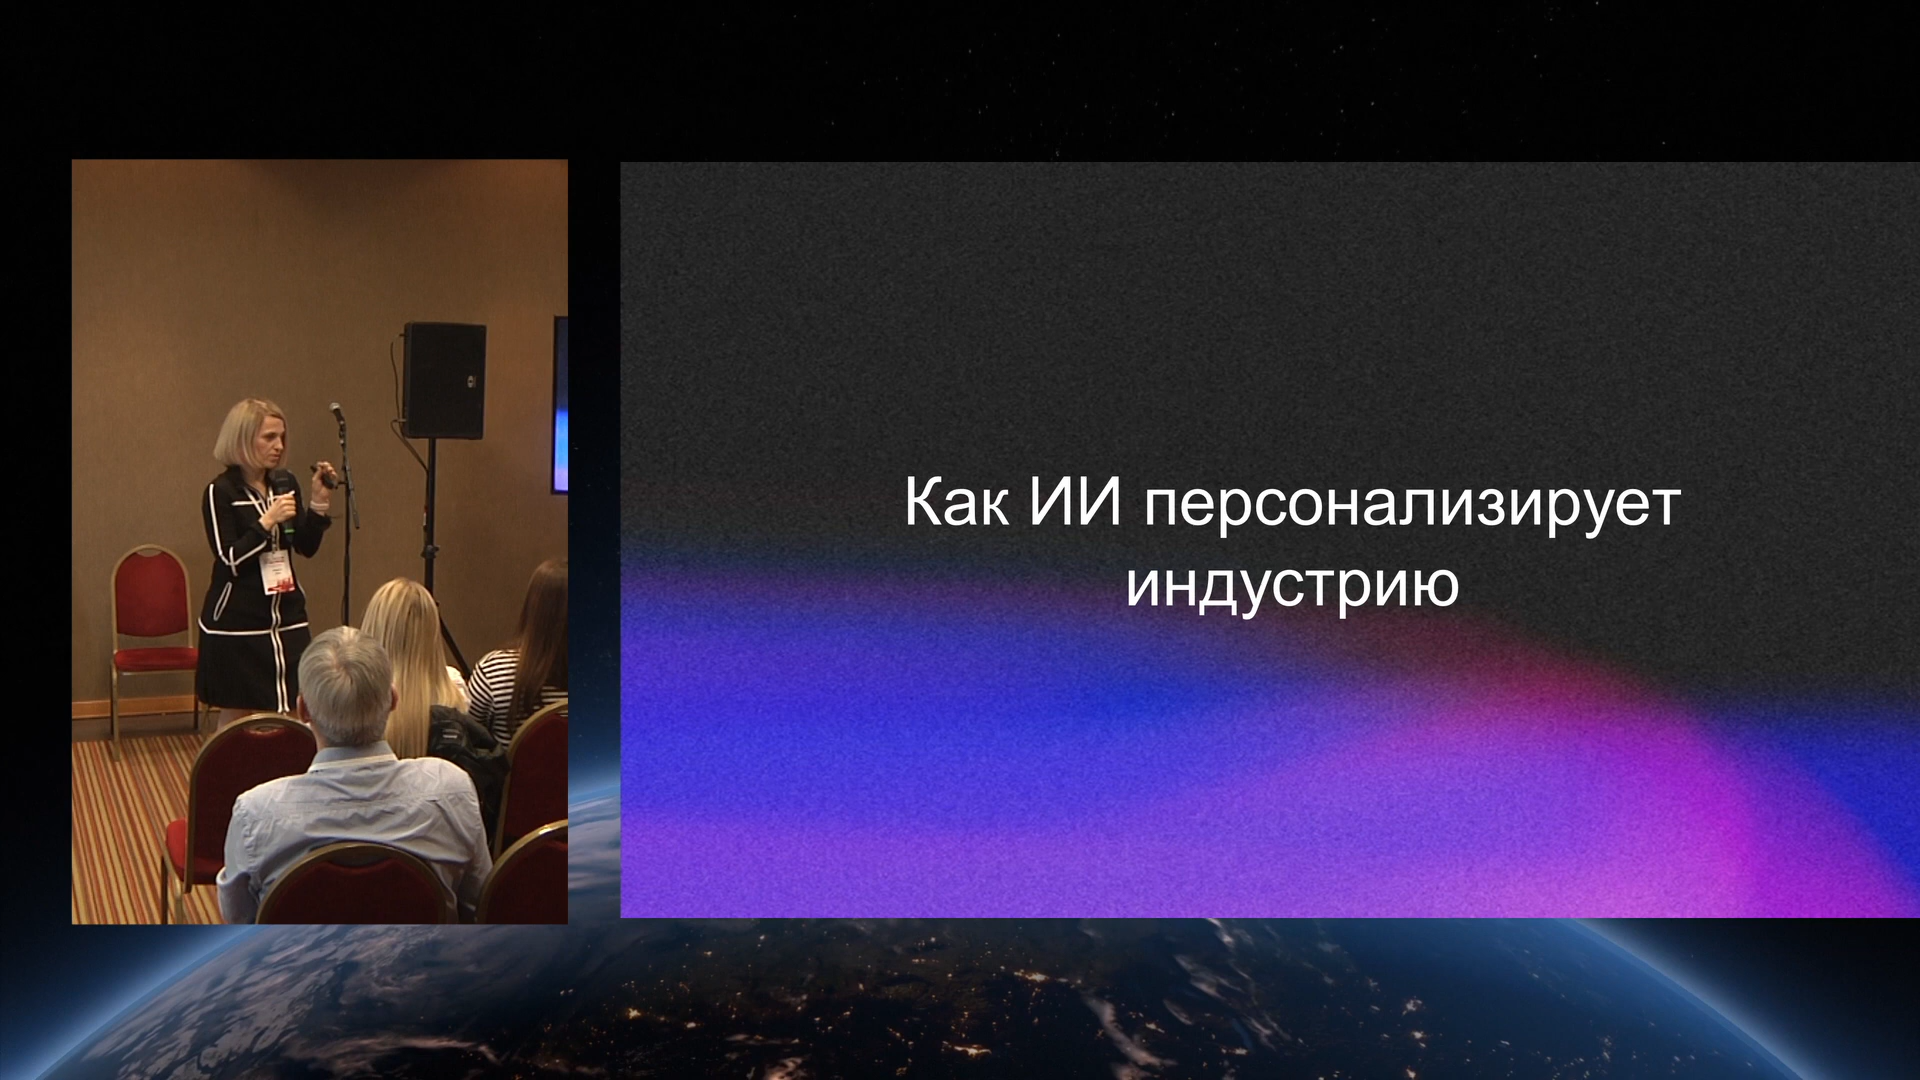 Как ИИ персонализирует
индустрию